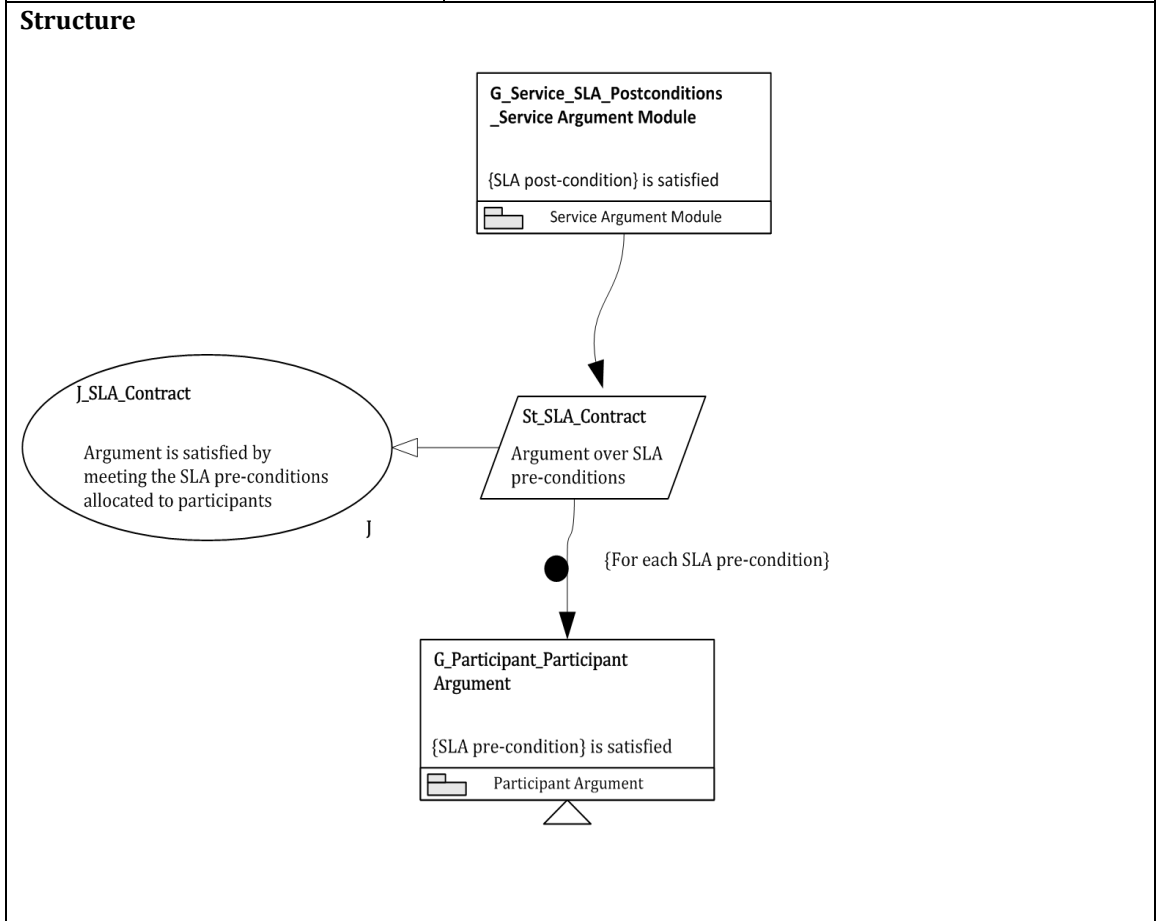 Structure
G_Service_SLA_Postconditions
_Service Argument Module
{SLA post-condition} is satisfied
Service Argument Module
J_SLA_Contract
Argument is satisfied by
meeting the SLA pre-conditions
allocated to participants
J
St_SLA_Contract
Argument over SLA
pre-conditions
{For each SLA pre-condition}
G_Participant_Participant
Argument
{SLA pre-condition} is satisfied
Participant Argument